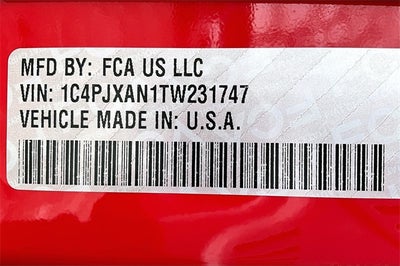 MFD BY: FCA US LLC
VIN: 1C4PJXAN1TW231747
VEHICLE MADE IN: U.S.A.